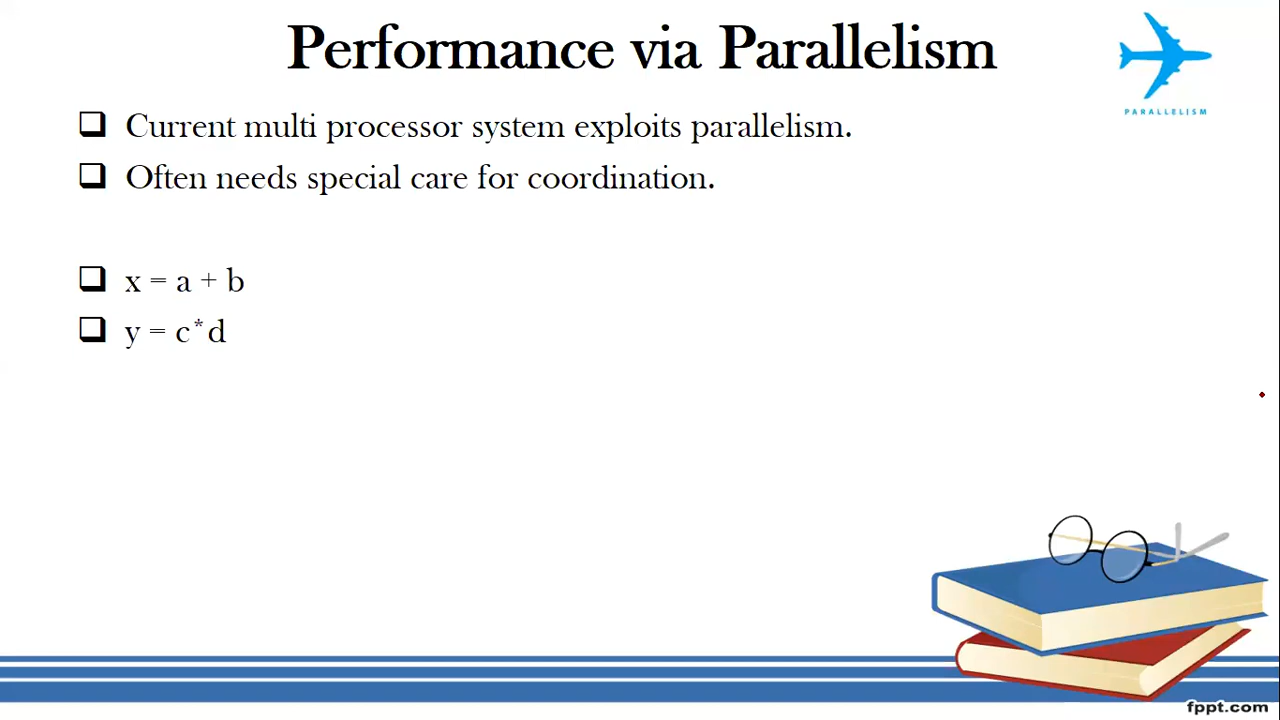 Performance via Parallelism
PARALLELISM
Current multi processor system exploits parallelism.
Often needs special care for coordination.
x = a + b
y = c*d
fppt.com